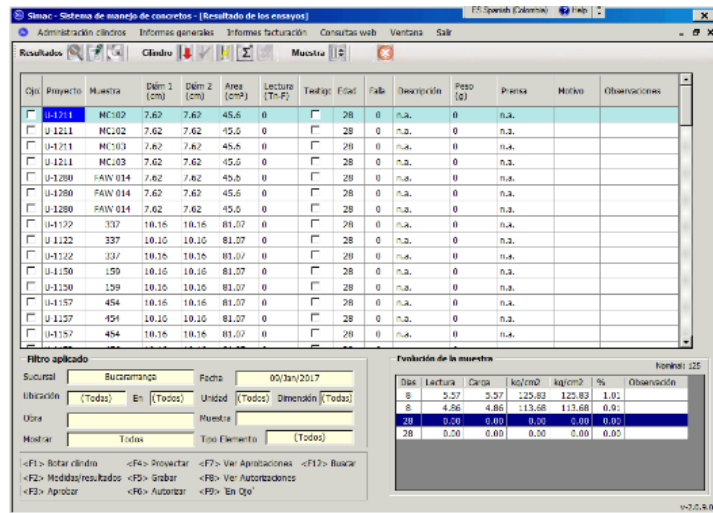 Simac - Sistema de manejo de concretos - [Resultado de los ensayos]
ES Spanish (Colombia) Help
Administración cilindros Informes generales Informes facturación Consultas web Ventana Salir
Resultados Cilindro Muestra
Ojo Proyecto Muestra Diám 1 (cm) Diám 2 (cm) Area (cm²) Lectura (Tn-F) Testigo Edad Falla Descripción Peso (g) Prensa Motivo Observaciones
U-1211 MC102 7.62 7.62 45.6 0 28 0 n.a. 0 n.a.
U-1211 MC102 7.62 7.62 45.6 0 28 0 n.a. 0 n.a.
U-1211 MC103 7.62 7.62 45.6 0 28 0 n.a. 0 n.a.
U-1211 MC103 7.62 7.62 45.6 0 28 0 n.a. 0 n.a.
U-1280 FAW 014 7.62 7.62 45.6 0 28 0 n.a. 0 n.a.
U-1280 FAW 014 7.62 7.62 45.6 0 28 0 n.a. 0 n.a.
U-1280 FAW 014 7.62 7.62 45.6 0 28 0 n.a. 0 n.a.
U-1122 337 10.16 10.16 81.07 0 28 0 n.a. 0 n.a.
U-1122 337 10.16 10.16 81.07 0 28 0 n.a. 0 n.a.
U-1122 337 10.16 10.16 81.07 0 28 0 n.a. 0 n.a.
U-1150 159 10.16 10.16 81.07 0 28 0 n.a. 0 n.a.
U-1150 159 10.16 10.16 81.07 0 28 0 n.a. 0 n.a.
U-1157 454 10.16 10.16 81.07 0 28 0 n.a. 0 n.a.
U-1157 454 10.16 10.16 81.07 0 28 0 n.a. 0 n.a.
U-1157 454 10.16 10.16 81.07 0 28 0 n.a. 0 n.a.
Filtro aplicado
Sucursal Bucaramanga Fecha 09/Jan/2017
Ubicación (Todas) En (Todos) Unidad (Todos) Dimensión (Todas)
Obra Muestra
Mostrar Todos Tipo Elemento (Todos)
<F1> Botar cilindro <F4> Proyectar <F7> Ver Aprobaciones <F12> Buscar
<F2> Medidas/resultados <F5> Grabar <F8> Ver Autorizaciones
<F3> Aprobar <F6> Autorizar <F9> 'En Ojo'
Evolución de la muestra
Nominal: 125
Días Lectura Carga kg/cm2 kg/cm2 % Observación
8 5.57 5.57 125.83 125.83 1.01
8 4.86 4.86 113.68 113.68 0.91
28 0.00 0.00 0.00 0.00 0.00
28 0.00 0.00 0.00 0.00 0.00
v-2.0.9.0